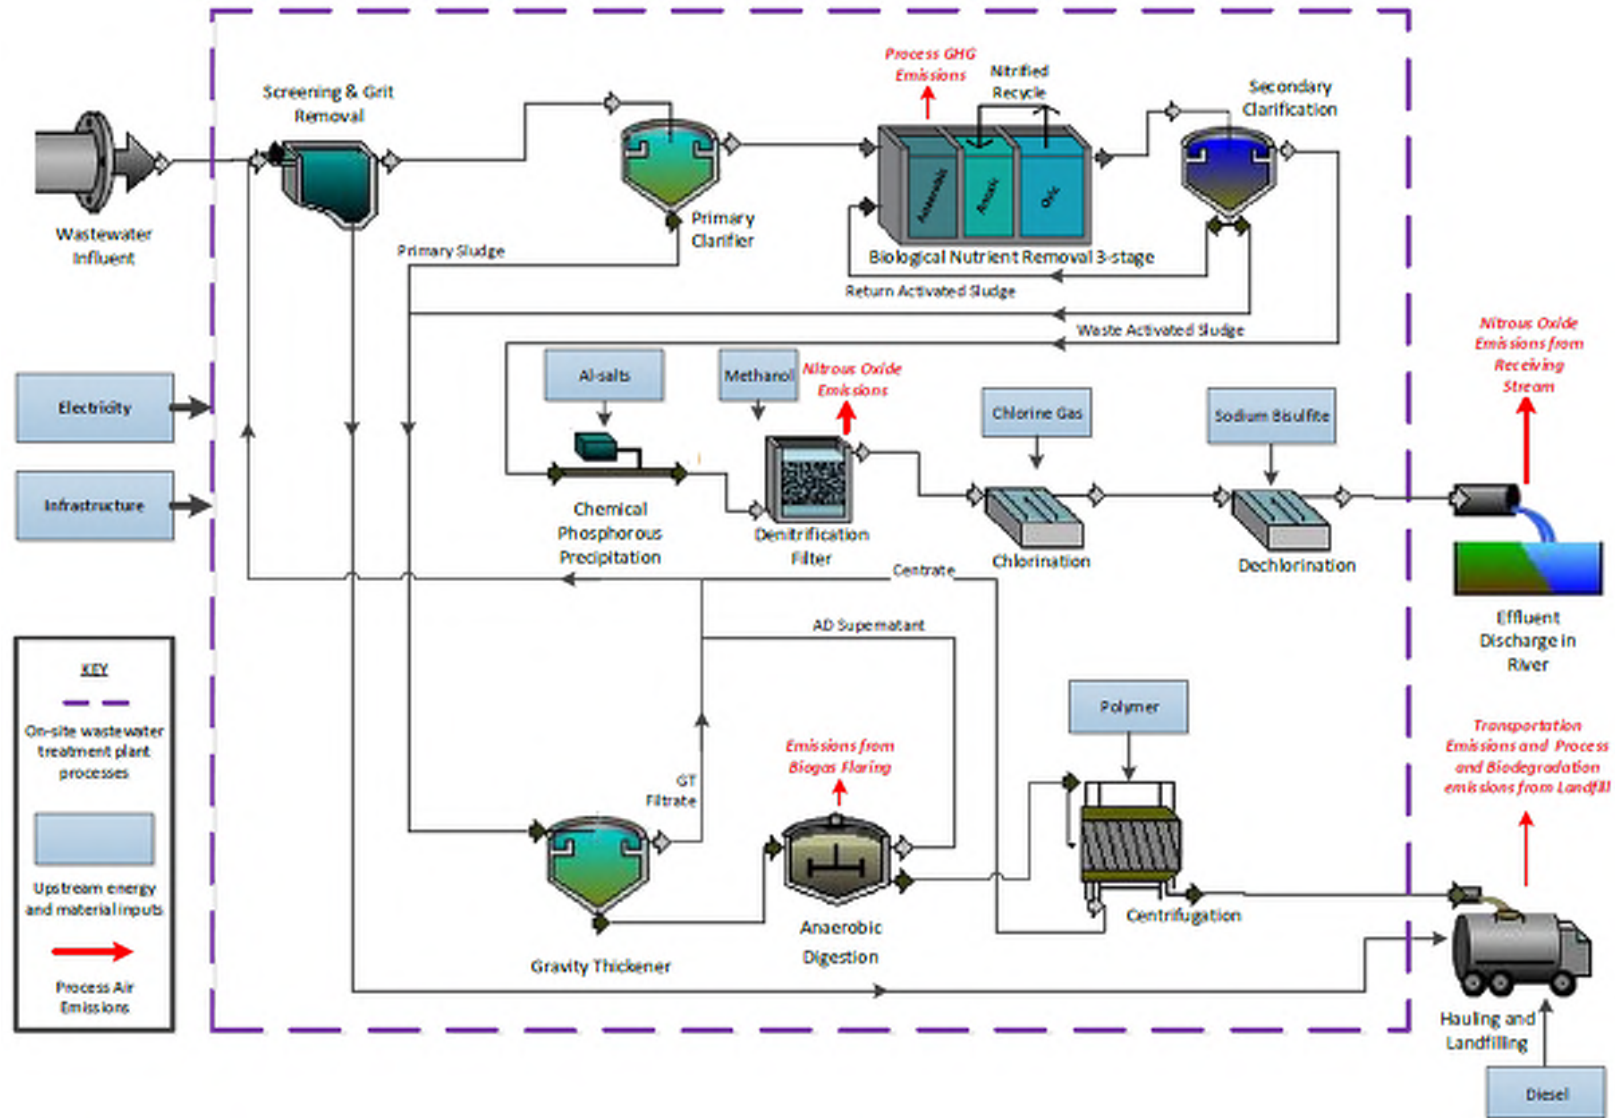 Process GHG
Emissions
Nitrified
Recycle
Screening & Grit
Removal
Secondary
Clarification
Anaerobic
Anoxic
Oxic
Wastewater
Influent
Primary
Clarifier
Primary Sludge
Biological Nutrient Removal 3-stage
Return Activated Sludge
Waste Activated Sludge
Nitrous Oxide
Emissions from
Receiving
Stream
Electricity
Infrastructure
Al-salts
Methanol
Nitrous Oxide
Emissions
Chlorine Gas
Sodium Bisulfite
Chemical
Phosphorous
Precipitation
Denitrification
Filter
Chlorination
Dechlorination
Centrate
Effluent
Discharge in
River
AD Supernatant
KEY
On-site wastewater
treatment plant
processes
Upstream energy
and material inputs
Process Air
Emissions
Polymer
Emissions from
Biogas Flaring
GT
Filtrate
Transportation
Emissions and Process
and Biodegradation
emissions from Landfill
Gravity Thickener
Anaerobic
Digestion
Centrifugation
Hauling and
Landfilling
Diesel